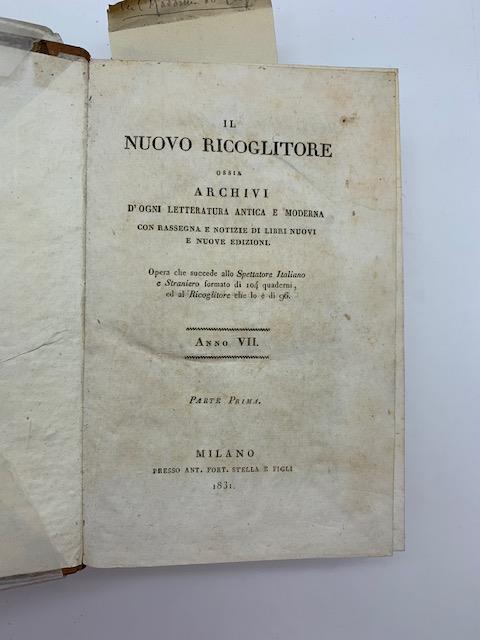 IL
NUOVO RICOGLITORE
OSSIA
ARCHIVI
D'OGNI LETTERATURA ANTICA E MODERNA
CON RASSEGNA E NOTIZIE DI LIBRI NUOVI
E NUOVE EDIZIONI.
Opera che succede allo Spettatore Italiano
e Straniero formato di 104 quaderni,
ed al Ricoglitore che lo è di 96.
ANNO VII.
PARTE PRIMA.
MILANO
PRESSO ANT. FORT. STELLA E FIGLI
1831.